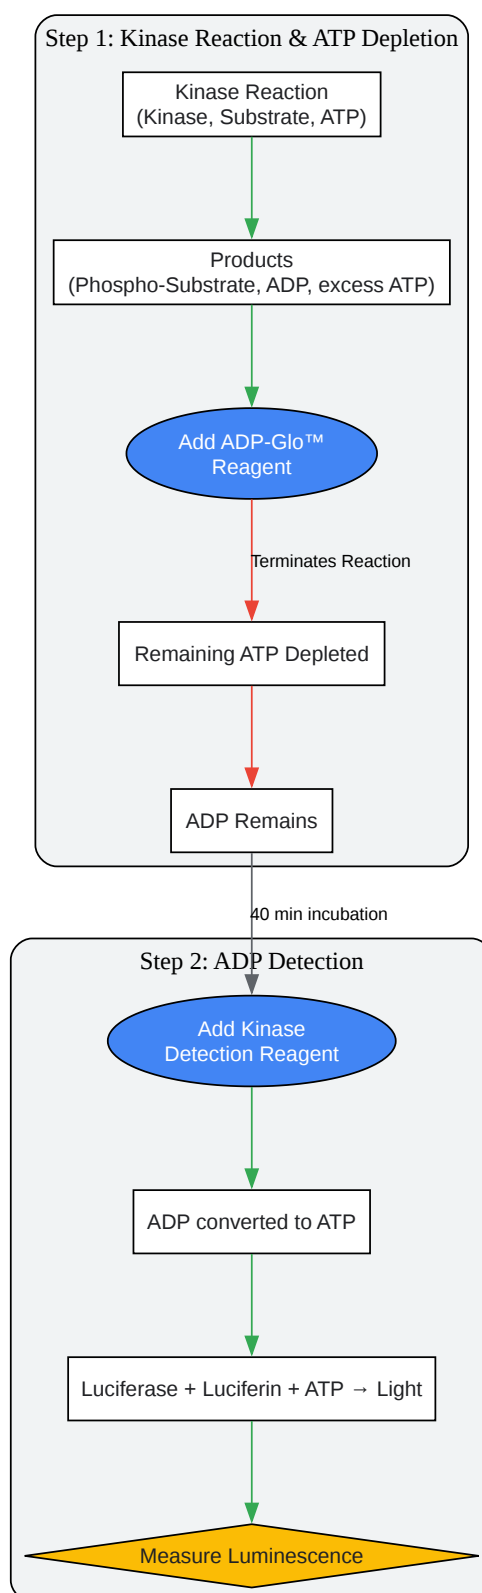 Step 1: Kinase Reaction & ATP Depletion
Kinase Reaction
(Kinase, Substrate, ATP)
Products
(Phospho-Substrate, ADP, excess ATP)
Add ADP-Glo™
Reagent
Terminates Reaction
Remaining ATP Depleted
ADP Remains
40 min incubation
Step 2: ADP Detection
Add Kinase
Detection Reagent
ADP converted to ATP
Luciferase + Luciferin + ATP → Light
Measure Luminescence